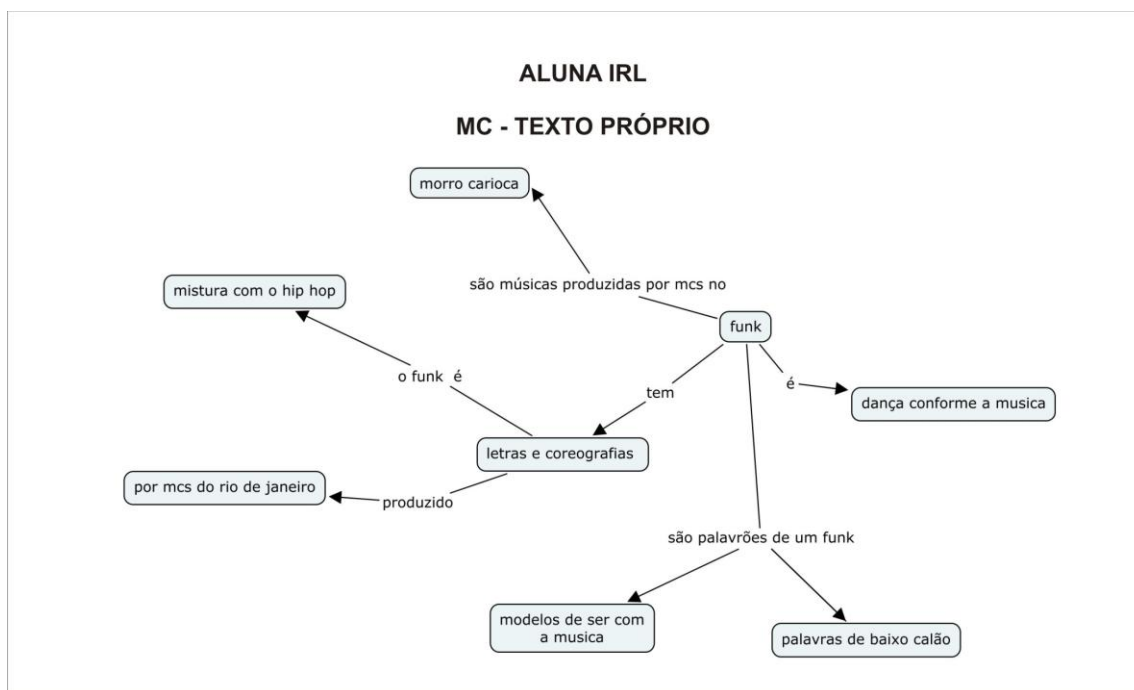 ALUNA IRL
MC - TEXTO PRÓPRIO
morro carioca
são músicas produzidas por mcs no
mistura com o hip hop
funk
o funk é
tem
é
dança conforme a musica
letras e coreografias
por mcs do rio de janeiro
produzido
são palavrões de um funk
modelos de ser com
a musica
palavras de baixo calão